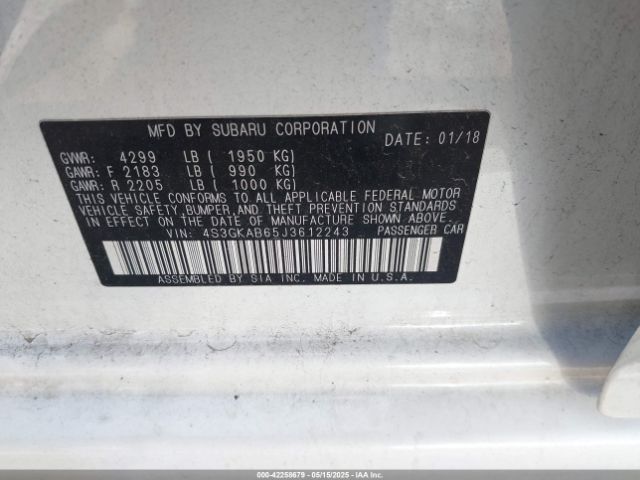 MFD BY SUBARU CORPORATION
DATE: 01/18
GVWR: 4299 LB ( 1950 KG)
GAWR: F 2183 LB ( 990 KG)
GAWR: R 2205 LB ( 1000 KG)
THIS VEHICLE CONFORMS TO ALL APPLICABLE FEDERAL MOTOR
VEHICLE SAFETY, BUMPER, AND THEFT PREVENTION STANDARDS
IN EFFECT ON THE DATE OF MANUFACTURE SHOWN ABOVE.
VIN: 4S3GKAB65J3612243 PASSENGER CAR
ASSEMBLED BY SIA INC. MADE IN U.S.A.
000-42258679 - 05/15/2025 - IAAI.COM